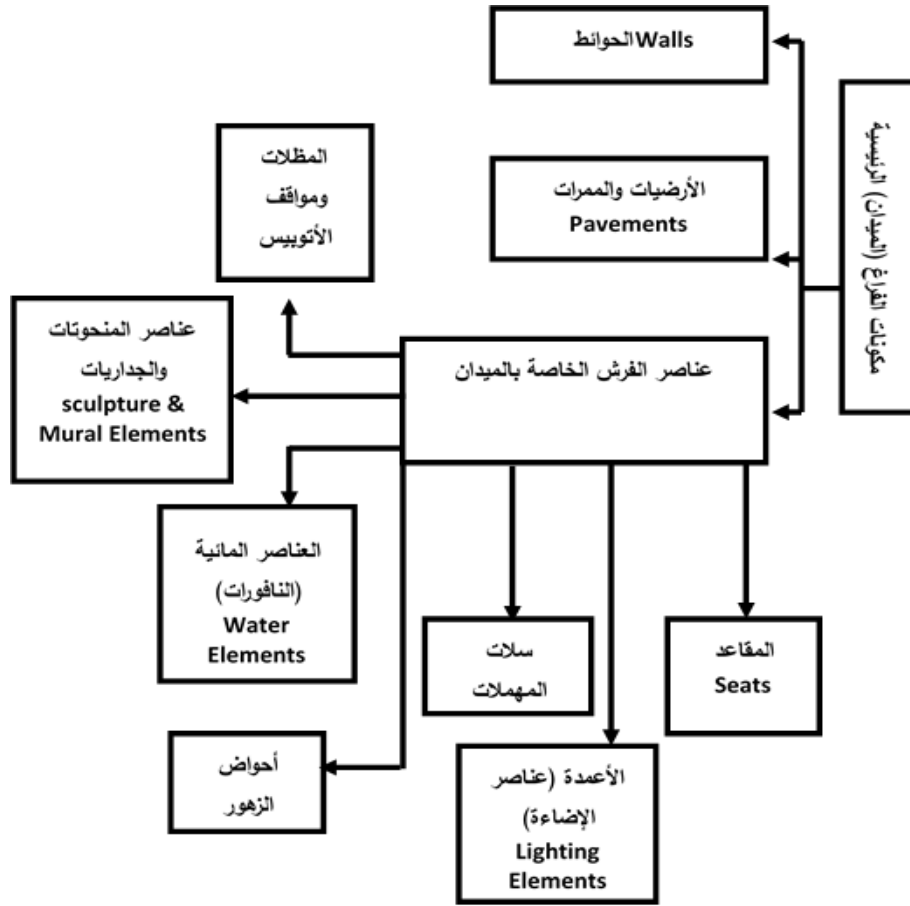 مكونات الفراغ (الميدان) الرئيسية
الحوائط Walls
الأرضيات والممرات
Pavements
عناصر الفرش الخاصة بالميدان
المظلات
ومواقف
الأتوبيس
عناصر المنحوتات
والجداريات
sculpture &
Mural Elements
العناصر المائية
(النافورات)
Water
Elements
أحواض
الزهور
سلات
المهملات
الأعمدة (عناصر
الإضاءة)
Lighting
Elements
المقاعد
Seats